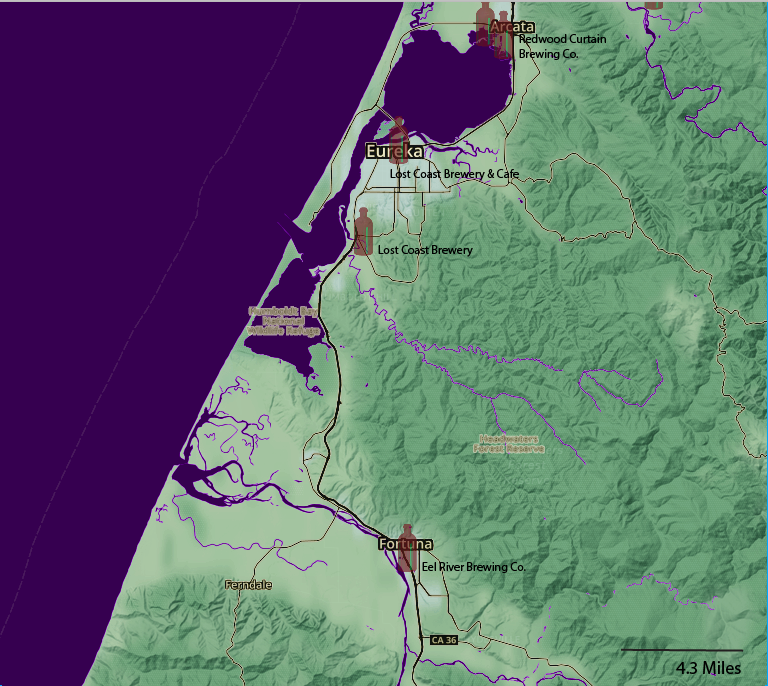 Arcata
Redwood Curtain
Brewing Co.
Eureka
Lost Coast Brewery & Cafe
Lost Coast Brewery
Humboldt Bay
National
Wildlife Refuge
Headwaters
Forest Reserve
Fortuna
Eel River Brewing Co.
Ferndale
CA 36
4.3 Miles